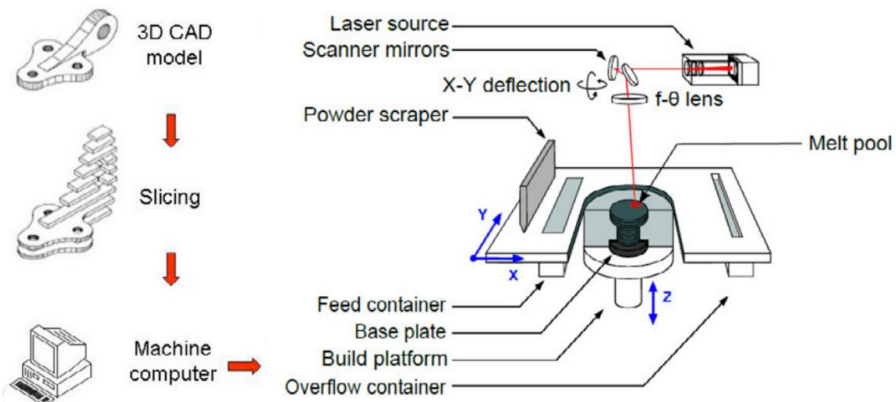 3D CAD
model
Slicing
Machine
computer
Laser source
Scanner mirrors
X-Y deflection
f-θ lens
Powder scraper
Melt pool
Y
X
Z
Feed container
Base plate
Build platform
Overflow container